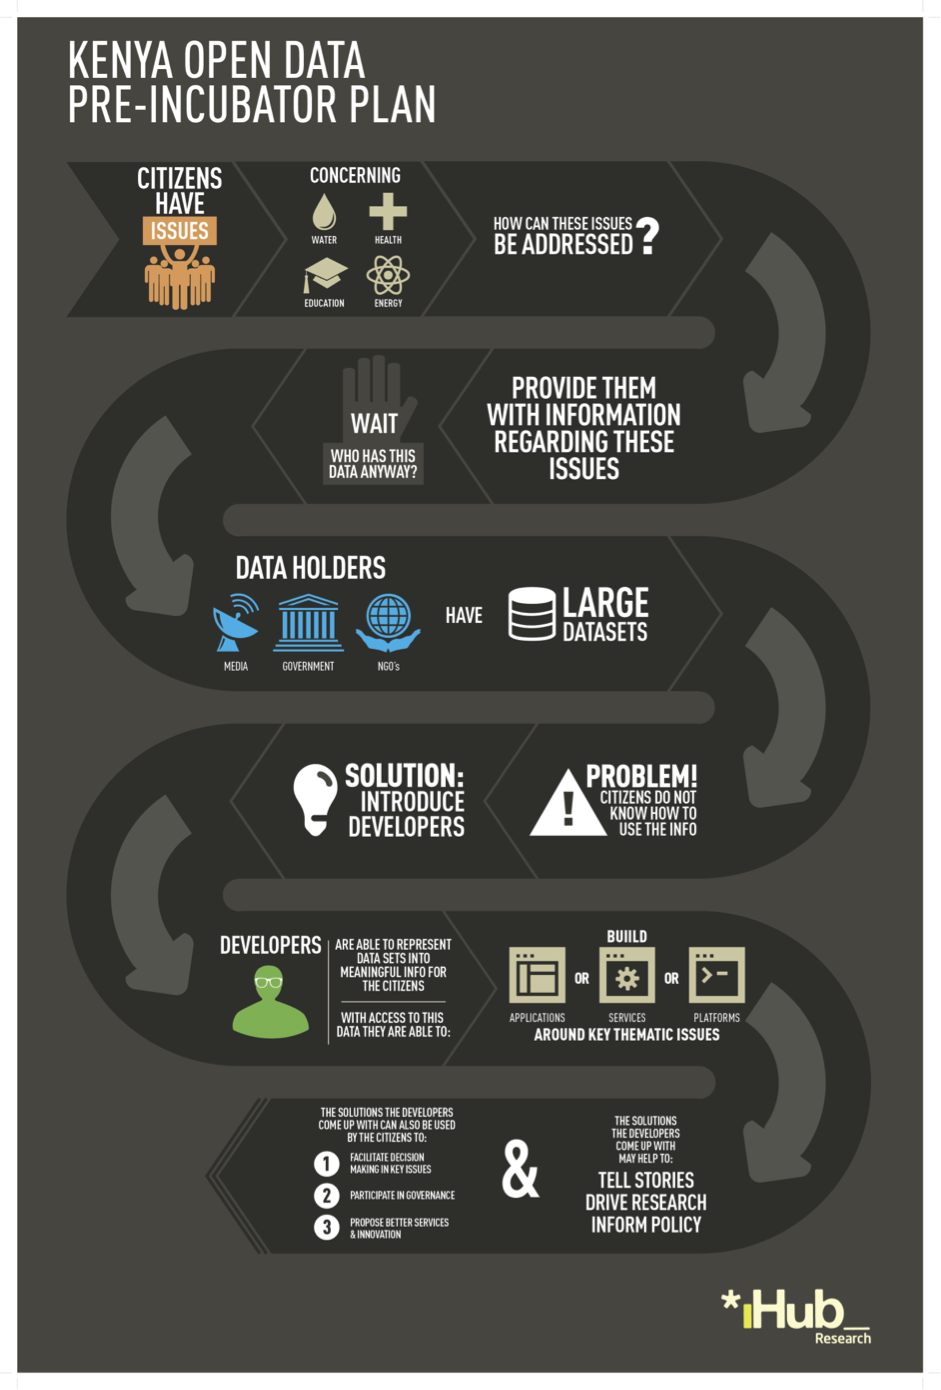 KENYA OPEN DATA
PRE-INCUBATOR PLAN
CITIZENS
HAVE
ISSUES
CONCERNING
WATER
HEALTH
EDUCATION
ENERGY
HOW CAN THESE ISSUES
BE ADDRESSED
?
PROVIDE THEM
WITH INFORMATION
REGARDING THESE
ISSUES
WAIT
WHO HAS THIS
DATA ANYWAY?
DATA HOLDERS
MEDIA
GOVERNMENT
NGO's
HAVE
LARGE
DATASETS
PROBLEM!
CITIZENS DO NOT
KNOW HOW TO
USE THE INFO
SOLUTION:
INTRODUCE
DEVELOPERS
DEVELOPERS
ARE ABLE TO REPRESENT
DATA SETS INTO
MEANINGFUL INFO FOR
THE CITIZENS
WITH ACCESS TO THIS
DATA THEY ARE ABLE TO:
BUIILD
OR
OR
APPLICATIONS
SERVICES
PLATFORMS
AROUND KEY THEMATIC ISSUES
THE SOLUTIONS
THE DEVELOPERS
COME UP WITH
MAY HELP TO:
TELL STORIES
DRIVE RESEARCH
INFORM POLICY
&
THE SOLUTIONS THE DEVELOPERS
COME UP WITH CAN ALSO BE USED
BY THE CITIZENS TO:
1 FACILITATE DECISION
MAKING IN KEY ISSUES
2 PARTICIPATE IN GOVERNANCE
3 PROPOSE BETTER SERVICES
& INNOVATION
*iHub_
Research